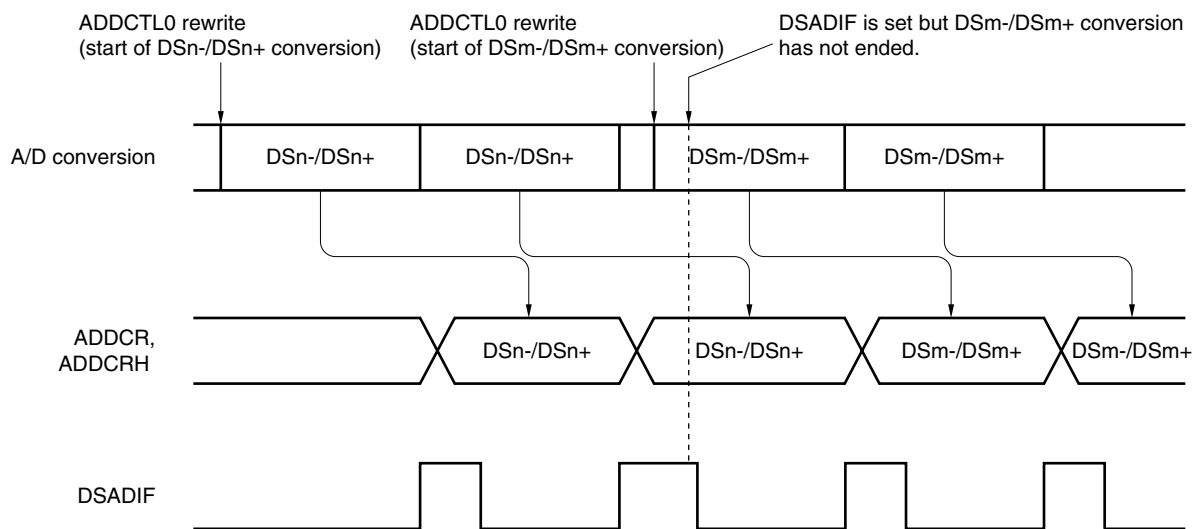 ADDCTL0 rewrite
(start of DSn-/DSn+ conversion)
ADDCTL0 rewrite
(start of DSm-/DSm+ conversion)
DSADIF is set but DSm-/DSm+ conversion
has not ended.
A/D conversion
DSn-/DSn+
DSn-/DSn+
DSm-/DSm+
DSm-/DSm+
ADDCR,
ADDCRH
DSn-/DSn+
DSn-/DSn+
DSm-/DSm+
DSm-/DSm+
DSADIF